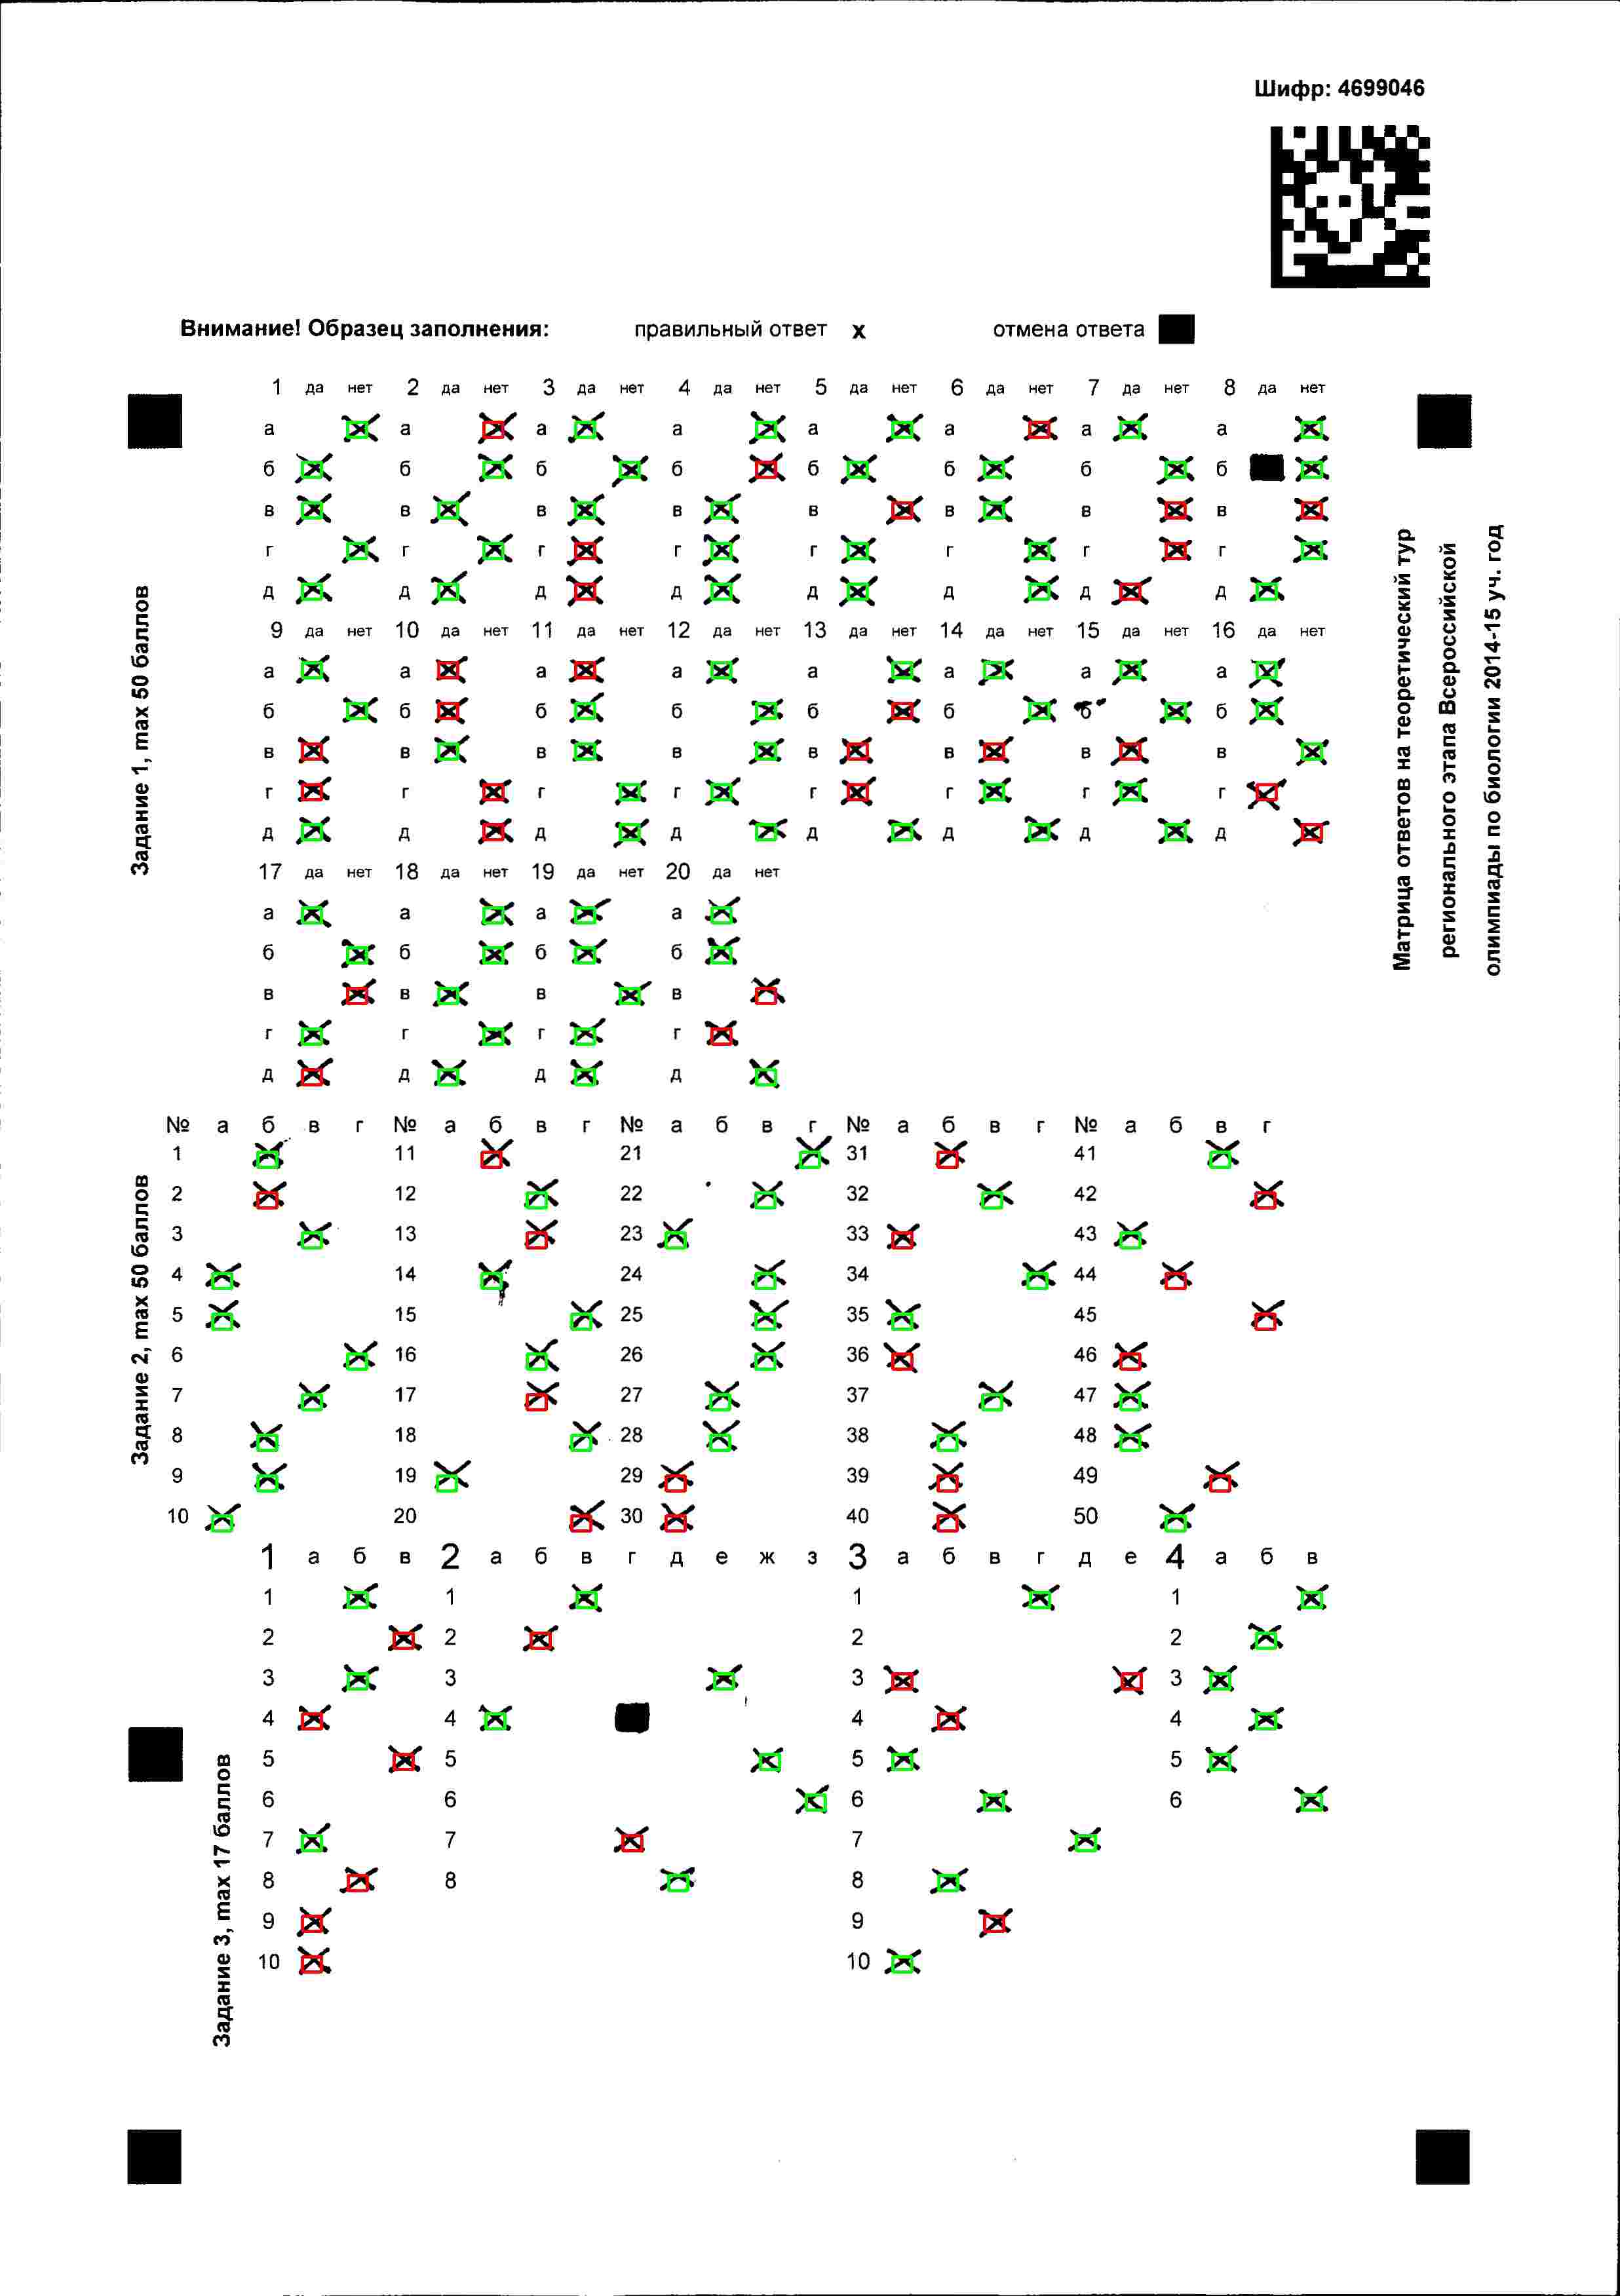 Шифр: 4699046
Внимание! Образец заполнения: правильный ответ x отмена ответа
1 да нет 2 да нет 3 да нет 4 да нет 5 да нет 6 да нет 7 да нет 8 да нет
а а а а а а а а
б б б б б б б б
в в в в в в в в
г г г г г г г г
д д д д д д д д
9 да нет 10 да нет 11 да нет 12 да нет 13 да нет 14 да нет 15 да нет 16 да нет
а а а а а а а а
б б б б б б б б
в в в в в в в в
г г г г г г г г
д д д д д д д д
17 да нет 18 да нет 19 да нет 20 да нет
а а а а
б б б б
в в в в
г г г г
д д д д
Задание 1, max 50 баллов
Матрица ответов на теоретический тур
регионального этапа Всероссийской
олимпиады по биологии 2014-15 уч. год
№ а б в г № а б в г № а б в г № а б в г № а б в г
1 11 21 31 41
2 12 22 32 42
3 13 23 33 43
4 14 24 34 44
5 15 25 35 45
6 16 26 36 46
7 17 27 37 47
8 18 28 38 48
9 19 29 39 49
10 20 30 40 50
Задание 2, max 50 баллов
1 а б в 2 а б в г д е ж з 3 а б в г д е 4 а б в
1 1 1 1
2 2 2 2
3 3 3 3
4 4 4 4
5 5 5 5
6 6 6 6
7 7 7
8 8 8
9 9
10 10
Задание 3, max 17 баллов